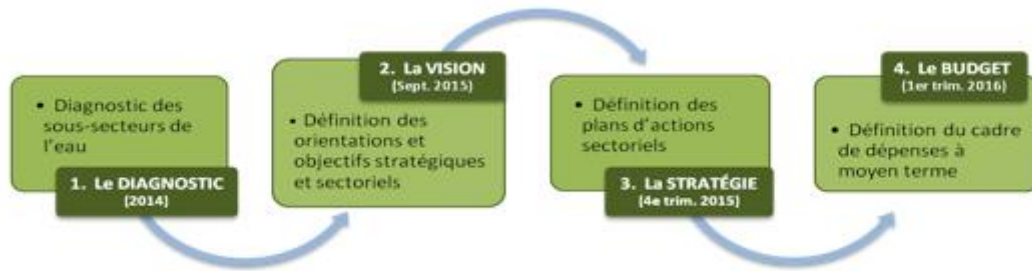 • Diagnostic des
sous-secteurs de
l'eau
1. Le DIAGNOSTIC
(2014)
2. La VISION
(Sept. 2015)
• Définition des
orientations et
objectifs stratégiques
et sectoriels
• Définition des
plans d'actions
sectoriels
3. La STRATÉGIE
(4e trim. 2015)
4. Le BUDGET
(1er trim. 2016)
• Définition du cadre
de dépenses à
moyen terme